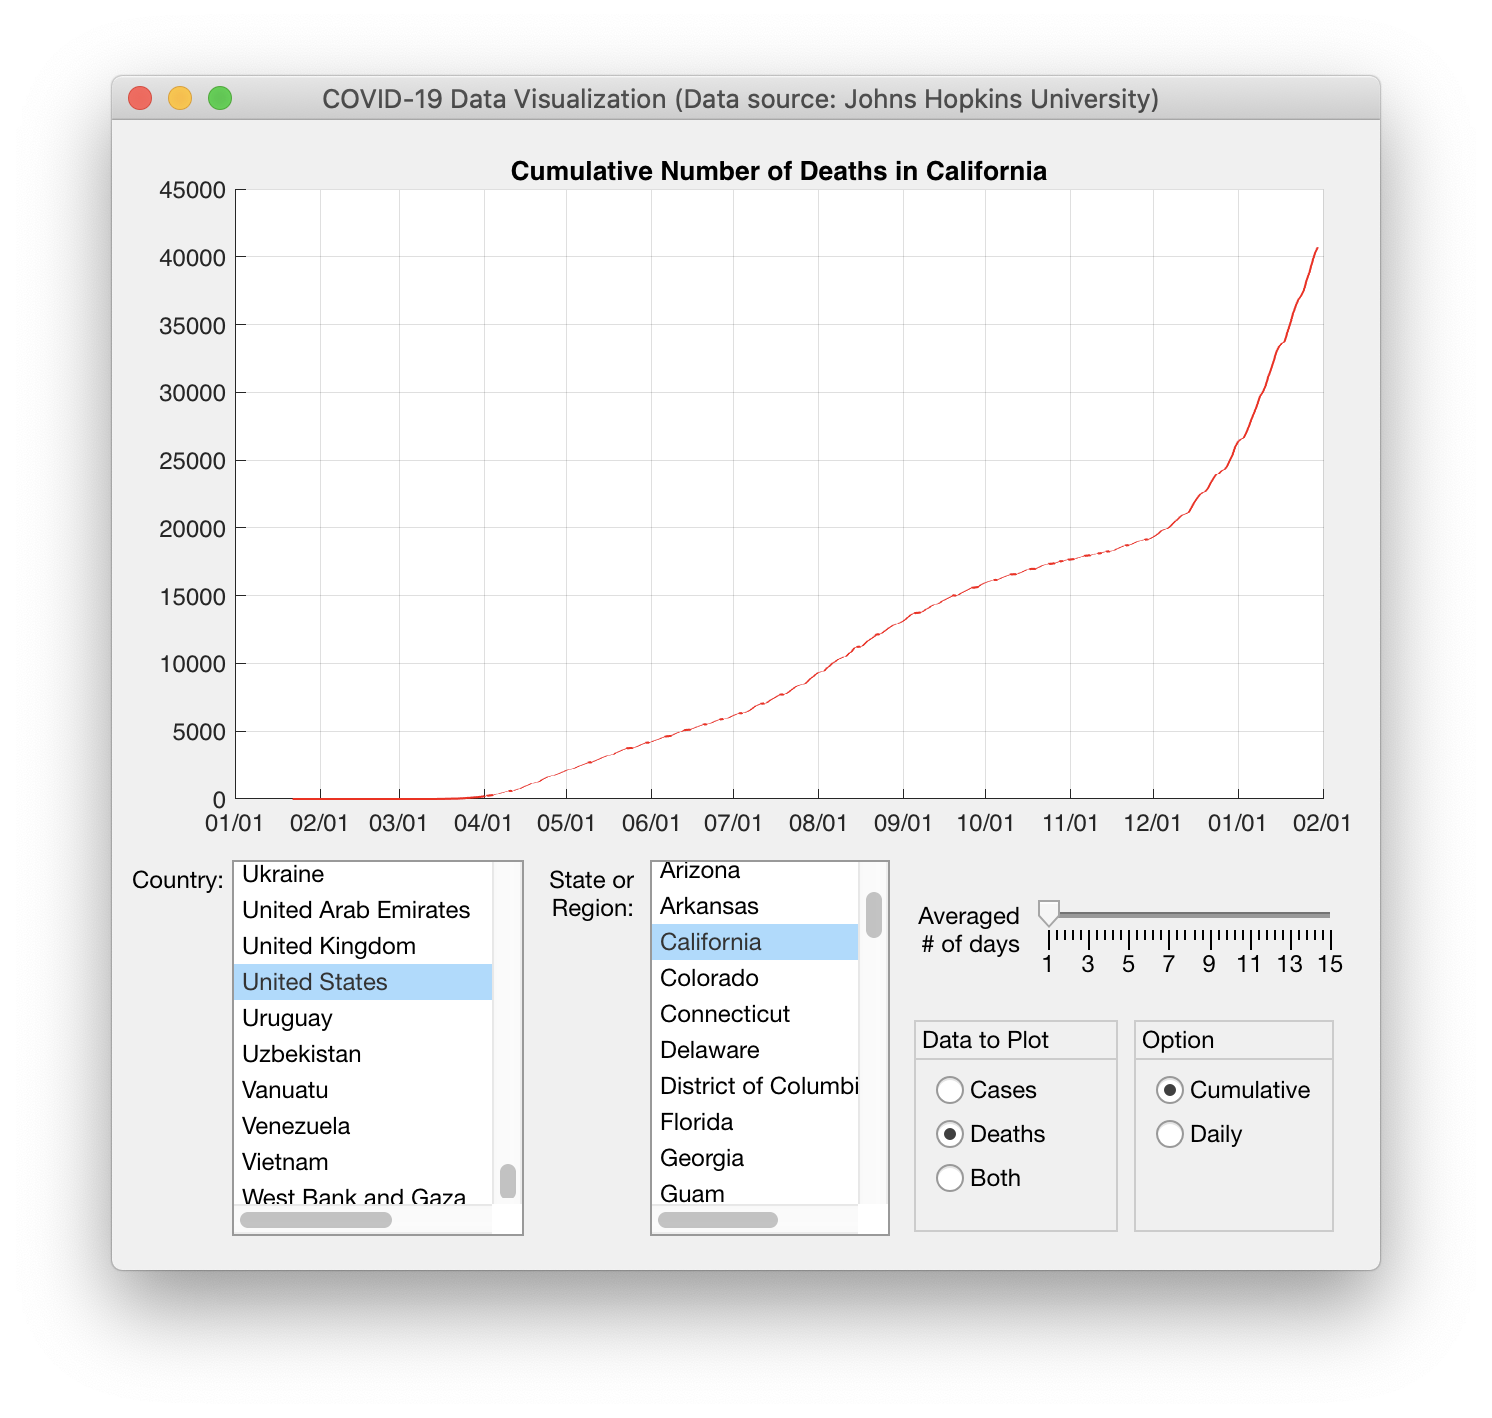 COVID-19 Data Visualization (Data source: Johns Hopkins University)
Cumulative Number of Deaths in California
45000
40000
35000
30000
25000
20000
15000
10000
5000
0
01/01 02/01 03/01 04/01 05/01 06/01 07/01 08/01 09/01 10/01 11/01 12/01 01/01 02/01
Country:
Ukraine
United Arab Emirates
United Kingdom
United States
Uruguay
Uzbekistan
Vanuatu
Venezuela
Vietnam
West Bank and Gaza
State or
Region:
Arizona
Arkansas
California
Colorado
Connecticut
Delaware
District of Columbi
Florida
Georgia
Guam
Averaged
# of days
1 3 5 7 9 11 13 15
Data to Plot
Cases
Deaths
Both
Option
Cumulative
Daily